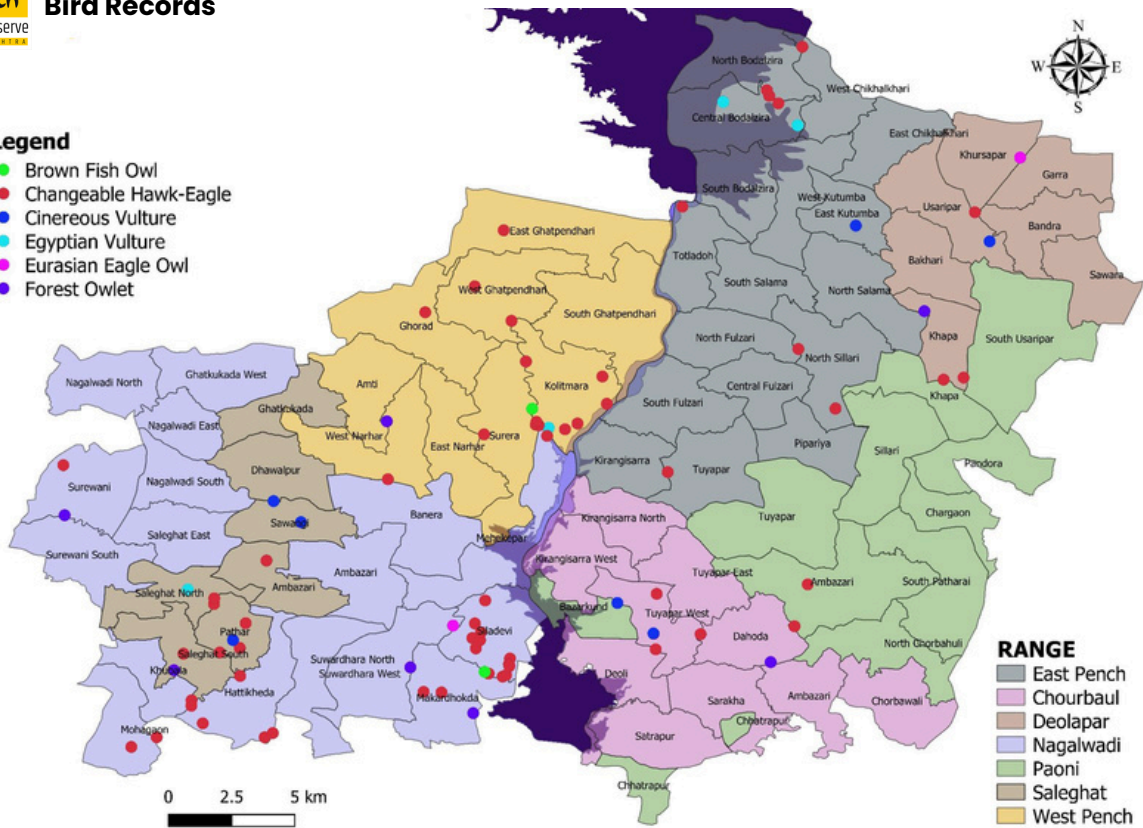 Bird Records
serve
Legend
Brown Fish Owl
Changeable Hawk-Eagle
Cinereous Vulture
Egyptian Vulture
Eurasian Eagle Owl
Forest Owlet
N
W
E
S
North Bodalzira
West Chikhalkhari
Central Bodalzira
East Chikhalkhari
Khursapar
Garra
South Bodalzira
West Kutumba
East Kutumba
Usaripar
Bandra
East Ghatpendhari
Totladoh
Bakhari
Sawara
South Salama
North Salama
West Ghatpendhari
South Ghatpendhari
Ghorad
North Fulzari
Khapa
South Usaripar
North Sillari
Nagalwadi North
Ghatkukada West
Amti
Kolitmara
Central Fulzari
Khapa
South Fulzari
Ghatkukada
Nagalwadi East
West Narhar
East Narhar
Surera
Pipariya
Sillari
Kirangisarra
Tuyapar
Pandora
Dhawalpur
Surewani
Nagalwadi South
Banera
Kirangisarra North
Tuyapar
Chargaon
Saleghat East
Mehekepar
Surewani South
Ambazari
Kirangisarra West
Tuyapar East
Ambazari
South Patharai
Ambazari
Saleghat North
Bazarkund
Tuyapar West
Pathar
Siladevi
Dahoda
North Chorbahuli
Saleghat South
Suwardhara North
Suwardhara West
Deoli
Hattikheda
Makardhokda
Sarakha
Ambazari
Chorbawali
Mohagaon
Satrapur
Chhatrapur
Chhatrapur
RANGE
East Pench
Chourbaul
Deolapar
Nagalwadi
Paoni
Saleghat
West Pench
0 2.5 5 km